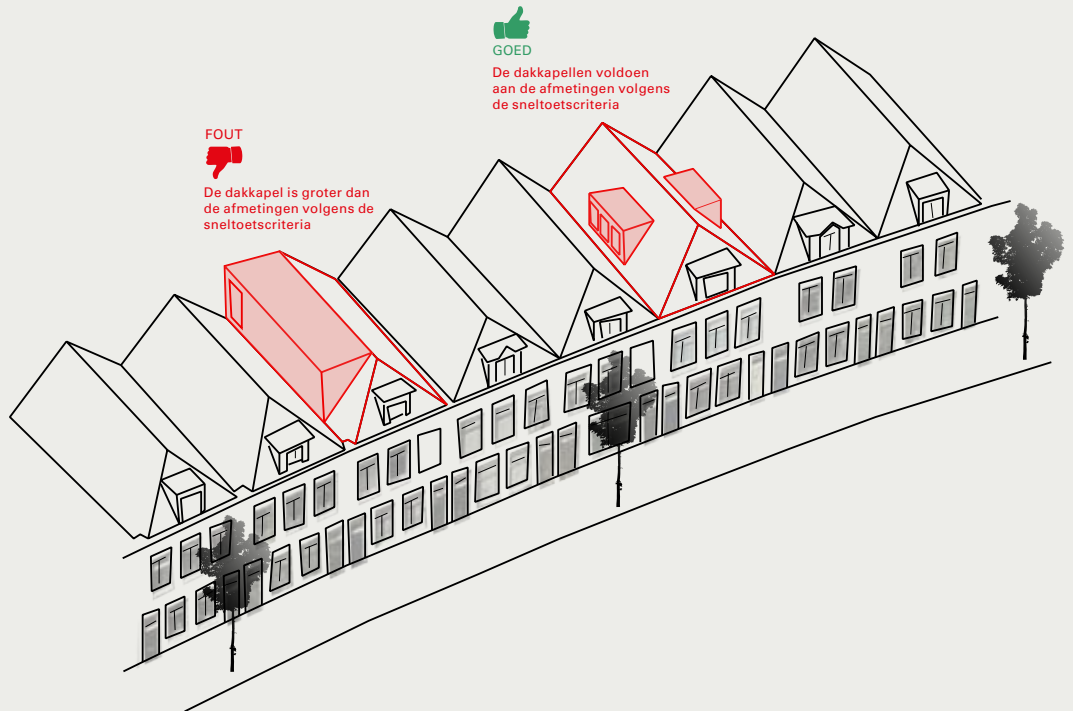 GOED
De dakkapellen voldoen
aan de afmetingen volgens
de sneltoetscriteria
FOUT
De dakkapel is groter dan
de afmetingen volgens de
sneltoetscriteria